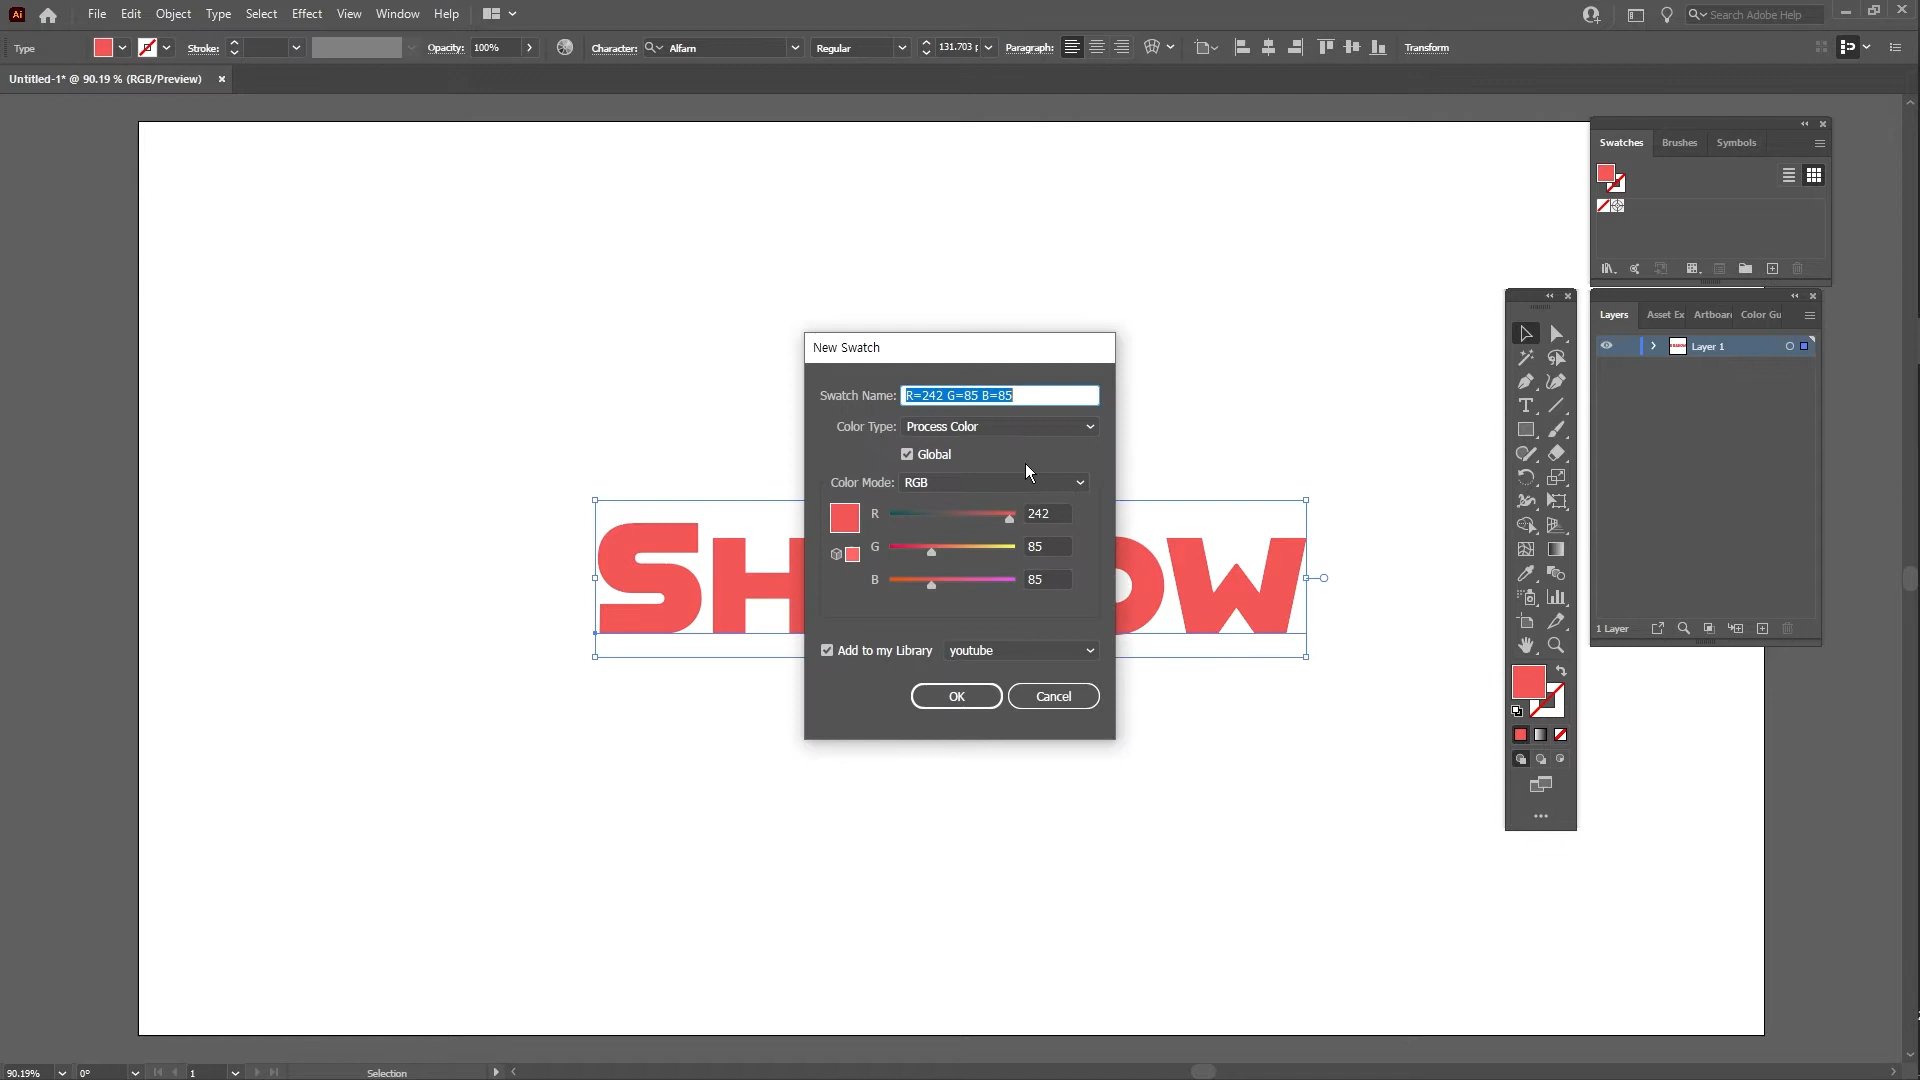 Ai File Edit Object Type Select Effect View Window Help Search Adobe Help
Type Stroke: Opacity: 100% Character: Alfarn Regular 131.703 p Paragraph: Transform
Untitled-1* @ 90.19 % (RGB/Preview)
Swatches Brushes Symbols
Layers Asset Ex Artboar Color Gu
Layer 1
New Swatch
Swatch Name: R=242 G=85 B=85
Color Type: Process Color
Global
Color Mode: RGB
R 242
G 85
B 85
Add to my Library youtube
OK Cancel
SH OW
1 Layer
90.19% 0° 1 Selection